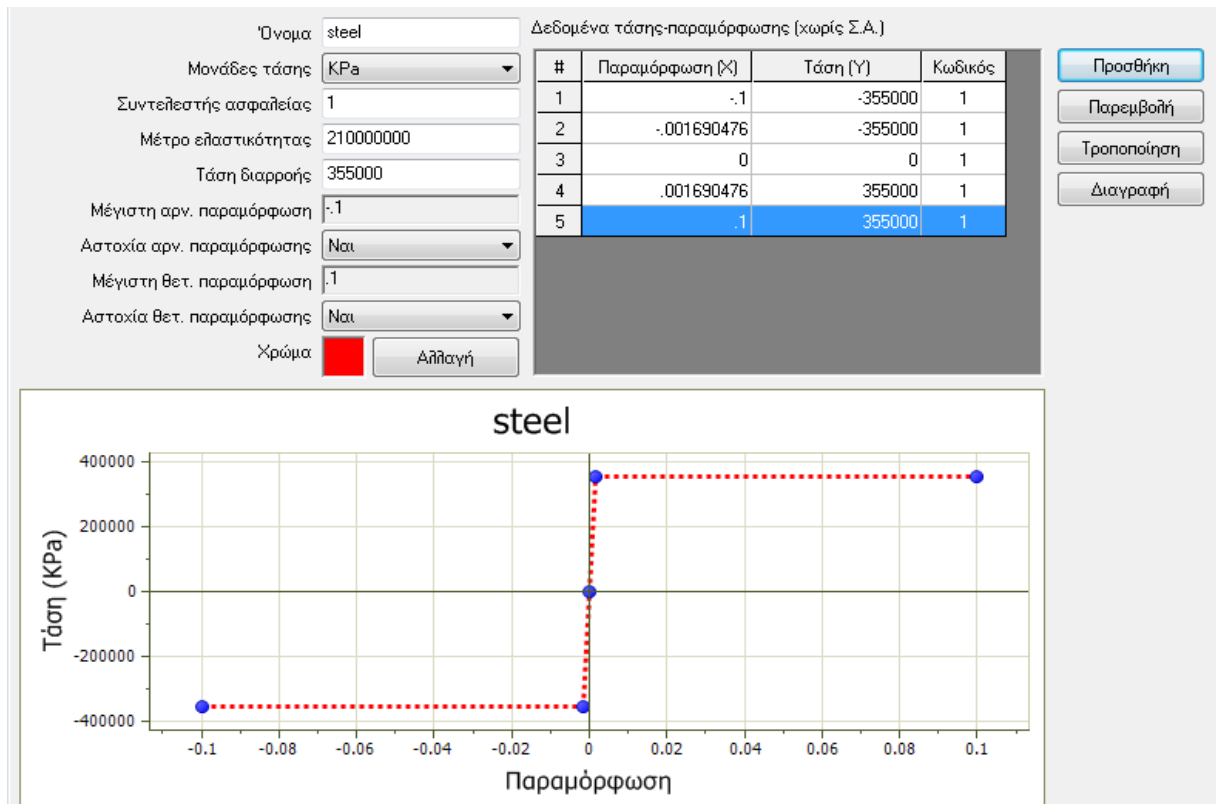 Όνομα steel
Μονάδες τάσης KPa
Συντελεστής ασφαλείας 1
Μέτρο ελαστικότητας 210000000
Τάση διαρροής 355000
Μέγιστη αρν. παραμόρφωση -.1
Αστοχία αρν. παραμόρφωσης Ναι
Μέγιστη θετ. παραμόρφωση .1
Αστοχία θετ. παραμόρφωσης Ναι
Χρώμα Αλλαγή
Δεδομένα τάσης-παραμόρφωσης (χωρίς Σ.Α.)
# Παραμόρφωση (X) Τάση (Y) Κωδικός
1 -.1 -355000 1
2 -.001690476 -355000 1
3 0 0 1
4 .001690476 355000 1
5 .1 355000 1
Προσθήκη
Παρεμβολή
Τροποποίηση
Διαγραφή
steel
Τάση (KPa)
400000
200000
0
-200000
-400000
-0.1 -0.08 -0.06 -0.04 -0.02 0 0.02 0.04 0.06 0.08 0.1
Παραμόρφωση